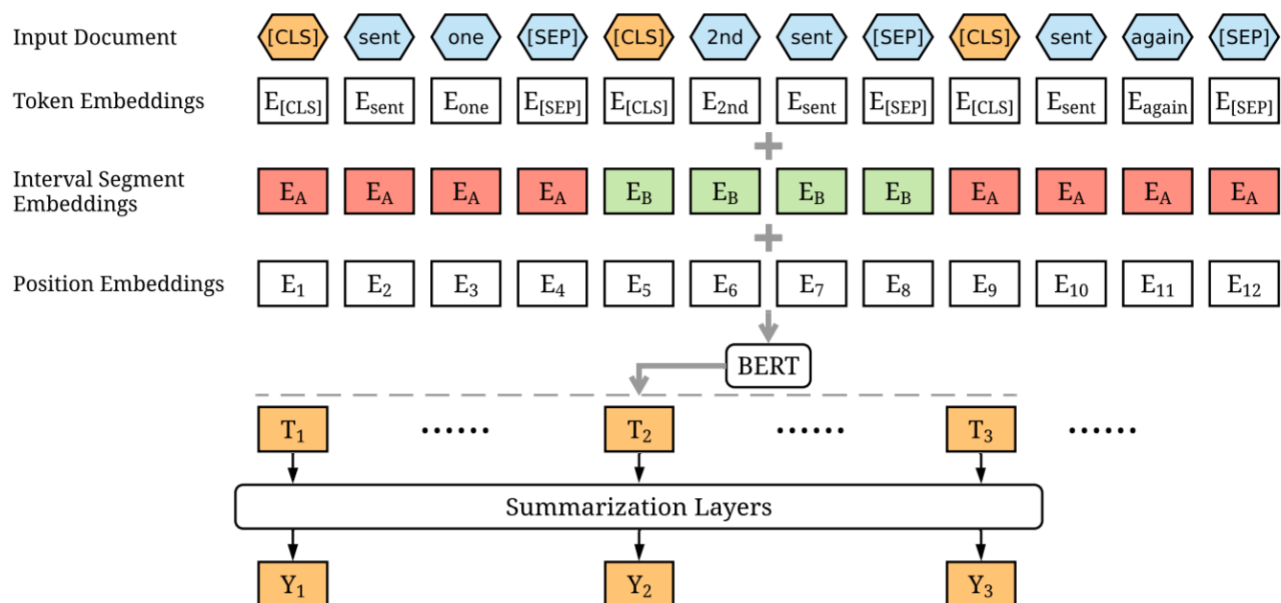 Input Document [CLS] sent one [SEP] [CLS] 2nd sent [SEP] [CLS] sent again [SEP]
Token Embeddings E[CLS] Esent Eone E[SEP] E[CLS] E2nd Esent E[SEP] E[CLS] Esent Eagain E[SEP]
+
Interval Segment
Embeddings EA EA EA EA EB EB EB EB EA EA EA EA
+
Position Embeddings E1 E2 E3 E4 E5 E6 E7 E8 E9 E10 E11 E12
BERT
T1 ...... T2 ...... T3 ......
Summarization Layers
Y1 Y2 Y3